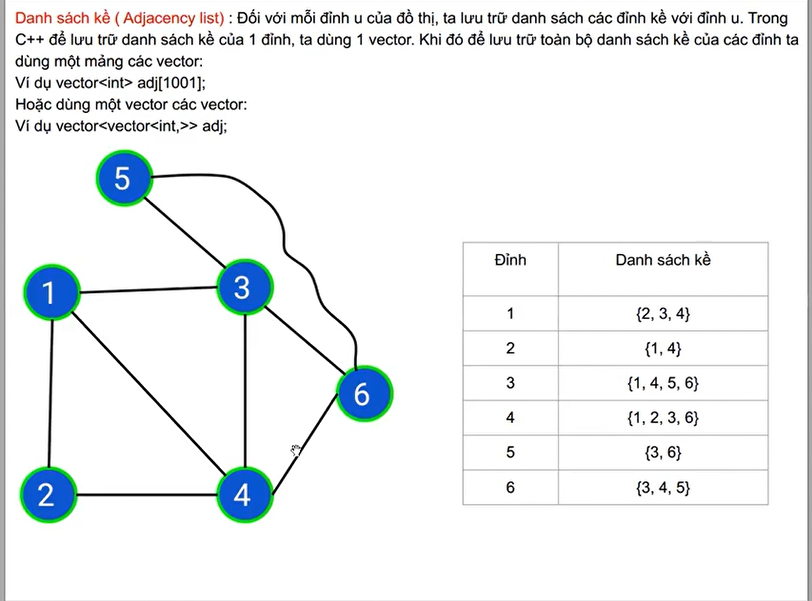 Danh sách kề ( Adjacency list) : Đối với mỗi đỉnh u của đồ thị, ta lưu trữ danh sách các đỉnh kề với đỉnh u. Trong
C++ để lưu trữ danh sách kề của 1 đỉnh, ta dùng 1 vector. Khi đó để lưu trữ toàn bộ danh sách kề của các đỉnh ta
dùng một mảng các vector:
Ví dụ vector<int> adj[1001];
Hoặc dùng một vector các vector:
Ví dụ vector<vector<int,>> adj;
5
1
3
6
2
4
Đỉnh Danh sách kề
1 {2, 3, 4}
2 {1, 4}
3 {1, 4, 5, 6}
4 {1, 2, 3, 6}
5 {3, 6}
6 {3, 4, 5}